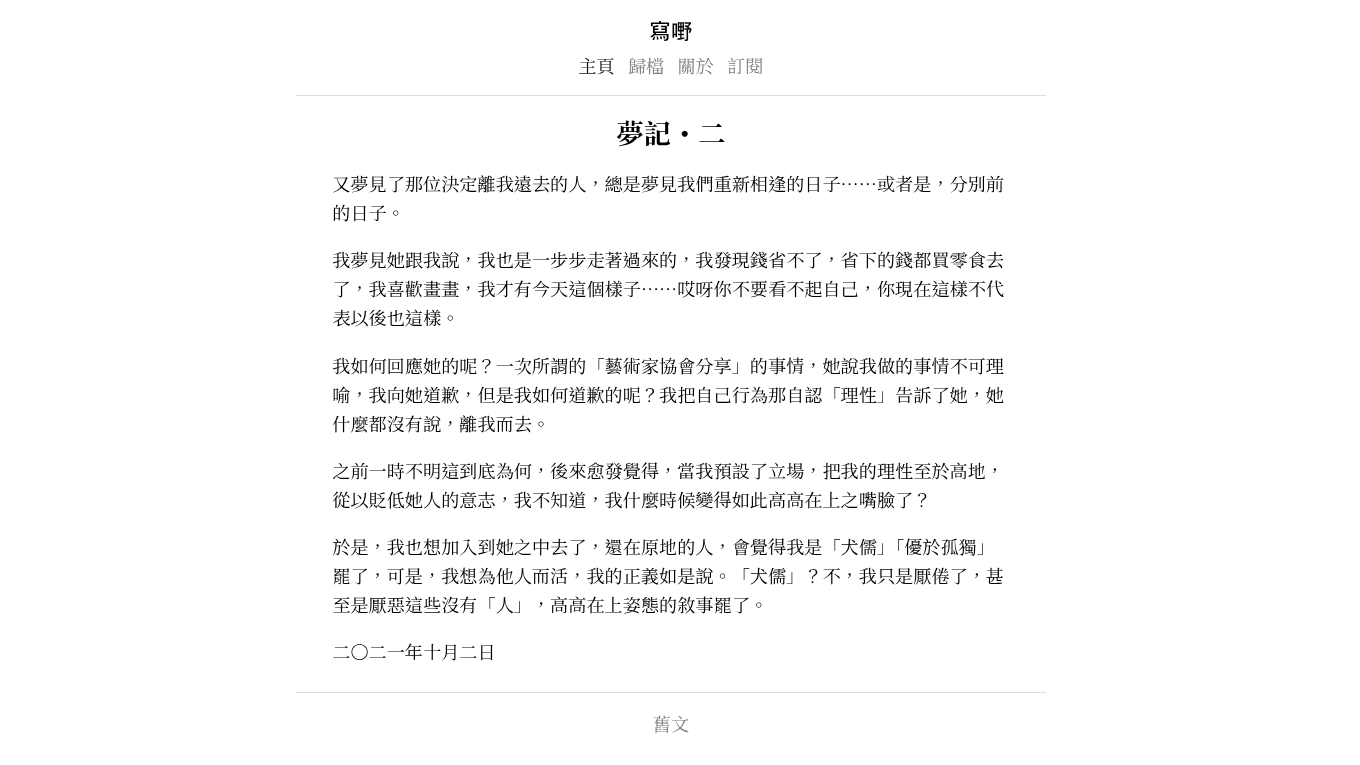 寫嘢
主頁 歸檔 關於 訂閱
夢記·二
又夢見了那位決定離我遠去的人，總是夢見我們重新相逢的日子⋯⋯或者是，分別前
的日子。
我夢見她跟我說，我也是一步步走著過來的，我發現錢省不了，省下的錢都買零食去
了，我喜歡畫畫，我才有今天這個樣子⋯⋯哎呀你不要看不起自己，你現在這樣不代
表以後也這樣。
我如何回應她的呢？一次所謂的「藝術家協會分享」的事情，她說我做的事情不可理
喻，我向她道歉，但是我如何道歉的呢？我把自己行為那自認「理性」告訴了她，她
什麼都沒有說，離我而去。
之前一時不明這到底為何，後來愈發覺得，當我預設了立場，把我的理性至於高地，
從以貶低她人的意志，我不知道，我什麼時候變得如此高高在上之嘴臉了？
於是，我也想加入到她之中去了，還在原地的人，會覺得我是「犬儒」「優於孤獨」
罷了，可是，我想為他人而活，我的正義如是說。「犬儒」？不，我只是厭倦了，甚
至是厭惡這些沒有「人」，高高在上姿態的敘事罷了。
二〇二一年十月二日
舊文